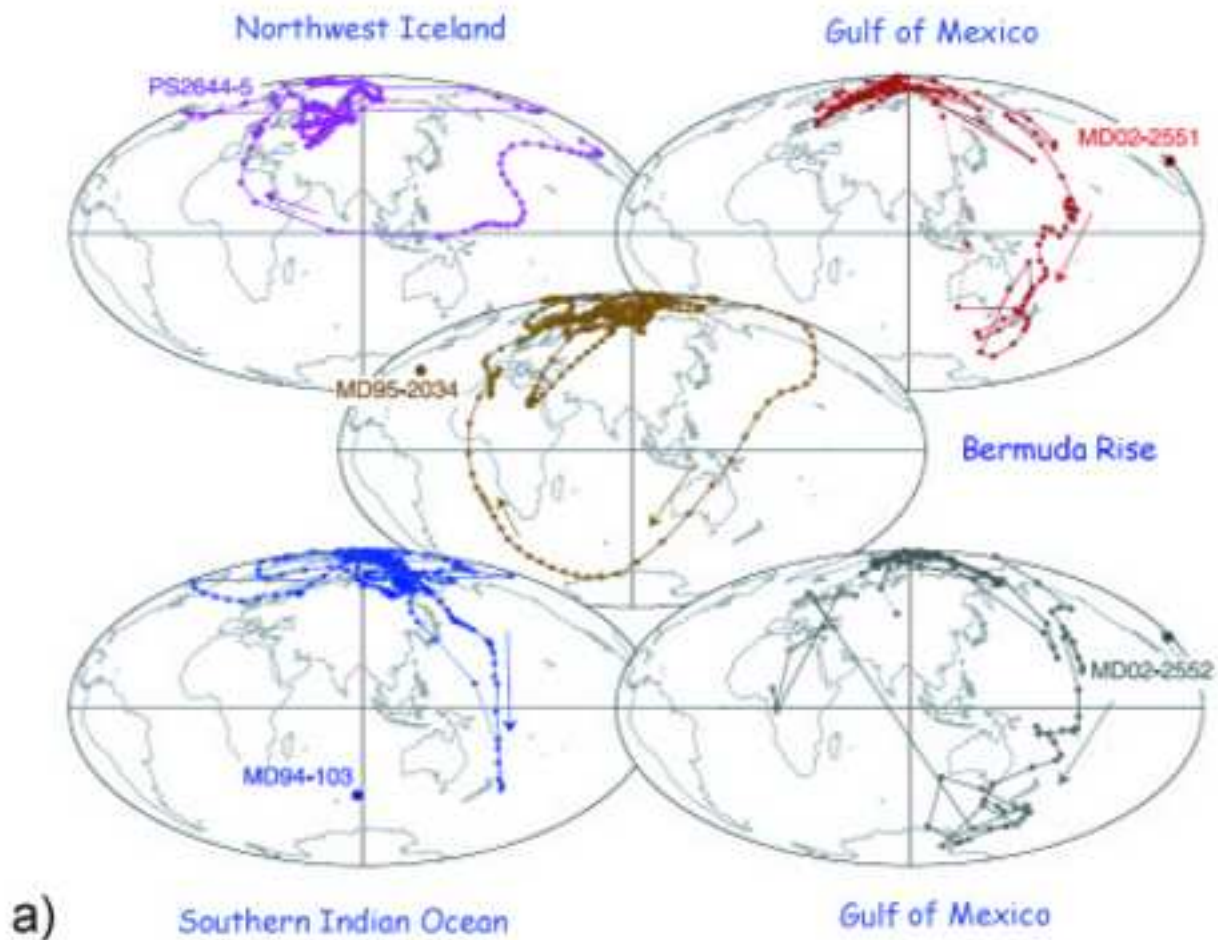 Northwest Iceland
Gulf of Mexico
PS2644-5
MD02-2551
MD95-2034
Bermuda Rise
MD94-103
MD02-2552
a)
Southern Indian Ocean
Gulf of Mexico